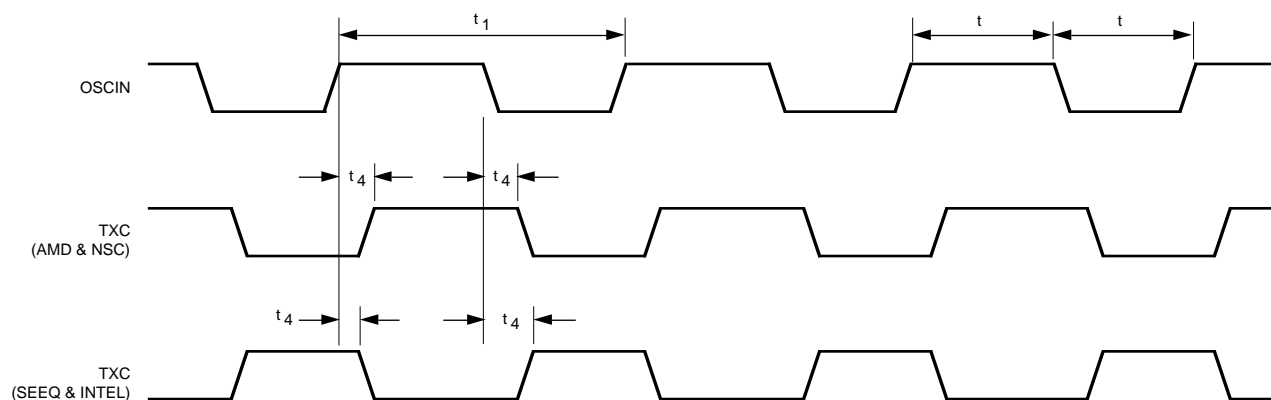 t1
t
t
OSCIN
t4
t4
TXC
(AMD & NSC)
t4
t4
TXC
(SEEQ & INTEL)